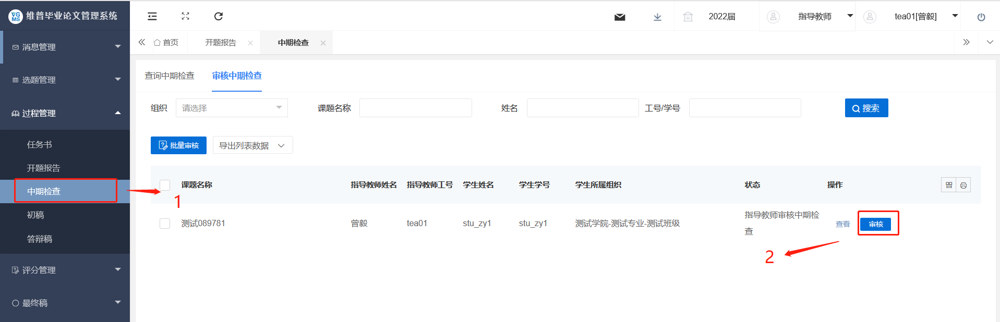 VG
MS
维普毕业论文管理系统
2022届
指导教师
tea01[曾毅]
消息管理
首页
开题报告
中期检查
选题管理
查询中期检查
审核中期检查
过程管理
组织
请选择
课题名称
姓名
工号/学号
搜索
任务书
批量审核
导出列表数据
开题报告
中期检查
1
课题名称
指导教师姓名
指导教师工号
学生姓名
学生学号
学生所属组织
状态
操作
初稿
测试089781
曾毅
tea01
stu_zy1
stu_zy1
测试学院-测试专业-测试班级
指导教师审核中期检
查
查看
审核
答辩稿
2
评分管理
最终稿